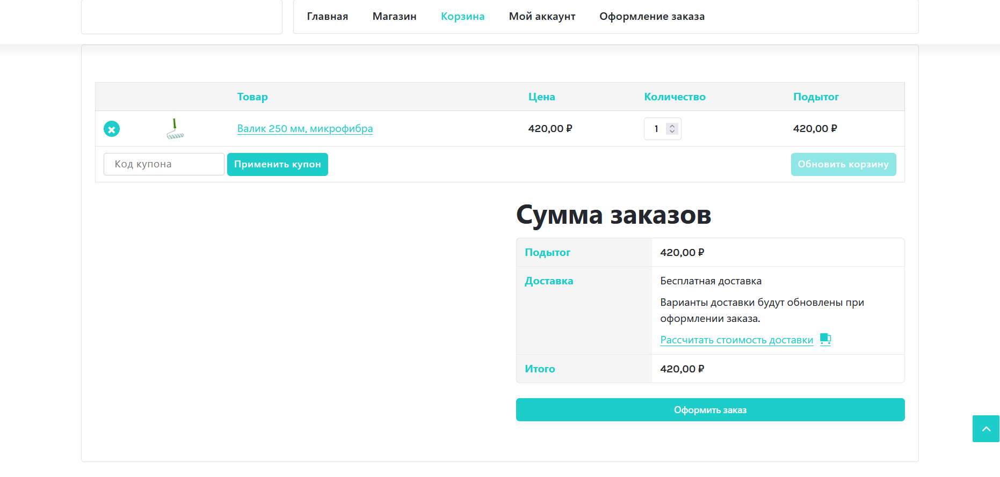 Главная Магазин Корзина Мой аккаунт Оформление заказа
Товар Цена Количество Подытог
Валик 250 мм, микрофибра 420,00 ₽ 1 420,00 ₽
Код купона Применить купон Обновить корзину
Сумма заказов
Подытог 420,00 ₽
Доставка Бесплатная доставка
Варианты доставки будут обновлены при
оформлении заказа.
Рассчитать стоимость доставки
Итого 420,00 ₽
Оформить заказ